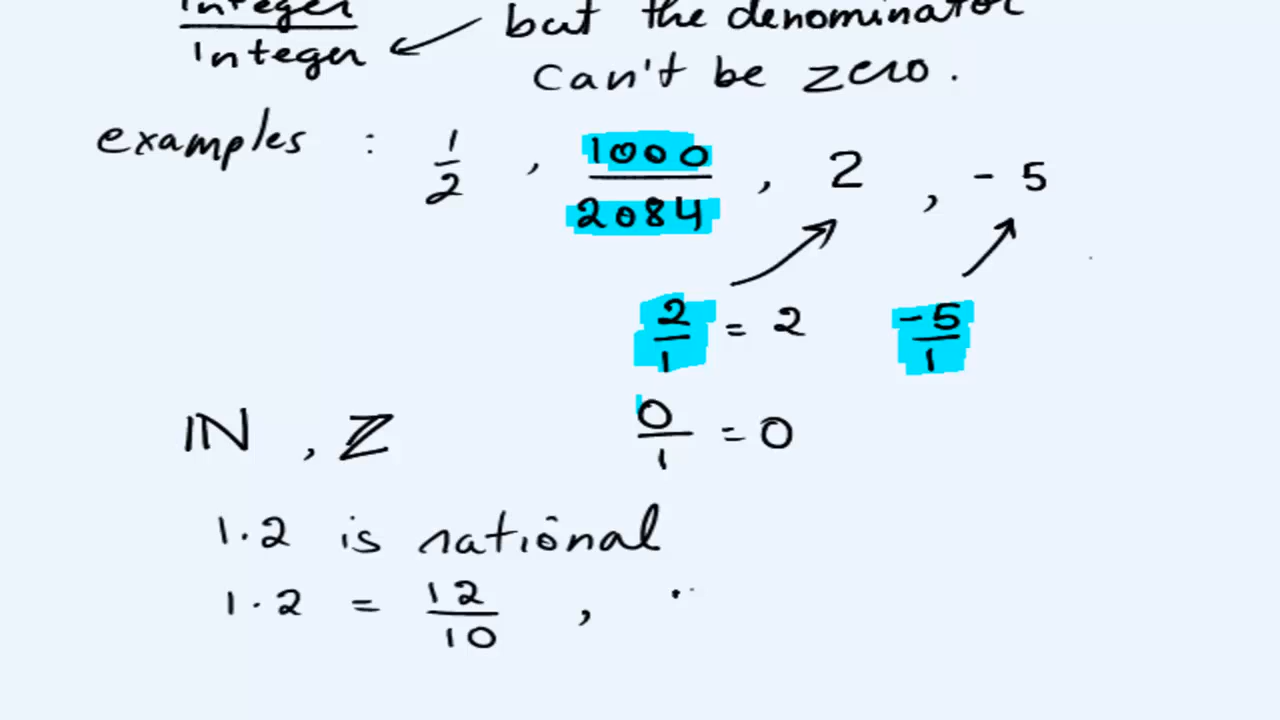 Integer but the denominator
Integer can't be zero.
examples : 1/2 , 1000/2084 , 2 , -5
2/1 = 2 -5/1
ℕ , ℤ 0/1 = 0
1.2 is rational
1.2 = 12/10 ,